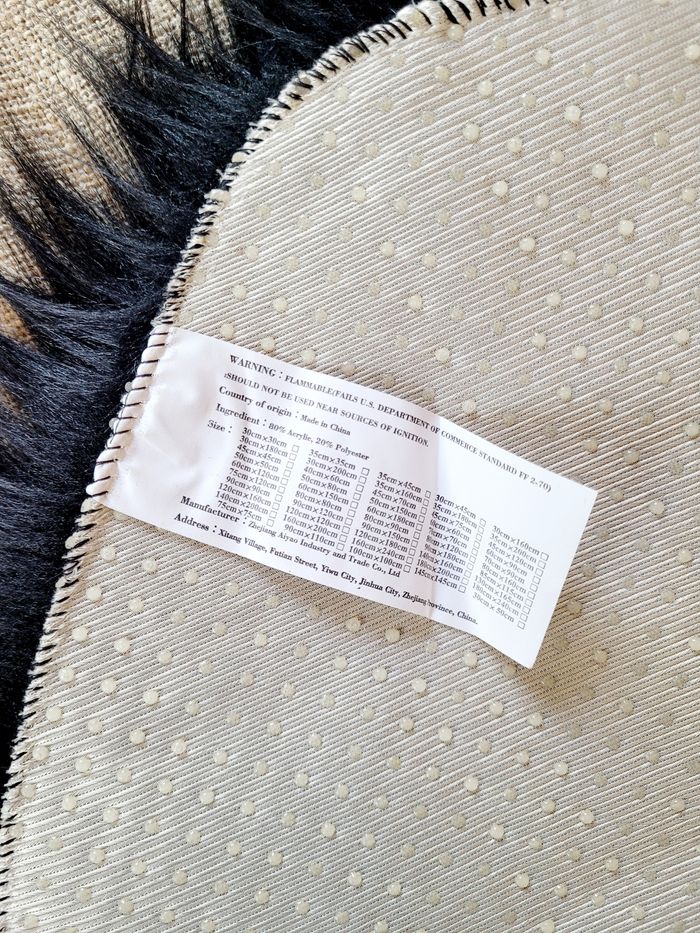 WARNING：FLAMMABLE(FAILS U.S. DEPARTMENT OF COMMERCE STANDARD FF 2-70)
:SHOULD NOT BE USED NEAR SOURCES OF IGNITION.
Country of origin：Made in China
Ingredient：80% Acrylic, 20% Polyester
Size： 30cm×30cm□ 35cm×35cm□ 35cm×45cm□ 30cm×45cm□ 30cm×160cm□
30cm×180cm□ 30cm×200cm□ 35cm×160cm□ 35cm×180cm□ 35cm×200cm□
45cm×45cm□ 40cm×60cm□ 45cm×70cm□
50cm×50cm□ 50cm×80cm□ 60cm×180cm□
60cm×120cm□ 60cm×150cm□ 80cm×90cm□
75cm×120cm□ 80cm×80cm□ 80cm×150cm□
90cm×90cm□ 90cm×120cm□ 120cm×180cm□
120cm×160cm□ 120cm×120cm□ 160cm×240cm□
140cm×200cm□ 160cm×200cm□ 100cm×100cm□ 145cm×145cm□ 30cm×50cm□
75cm×75cm□ 90cm×110cm□
Manufacturer：Zhejiang Aiyao Industry and Trade Co., Ltd
Address：Xitang Village, Futian Street, Yiwu City, Jinhua City, Zhejiang Province, China.